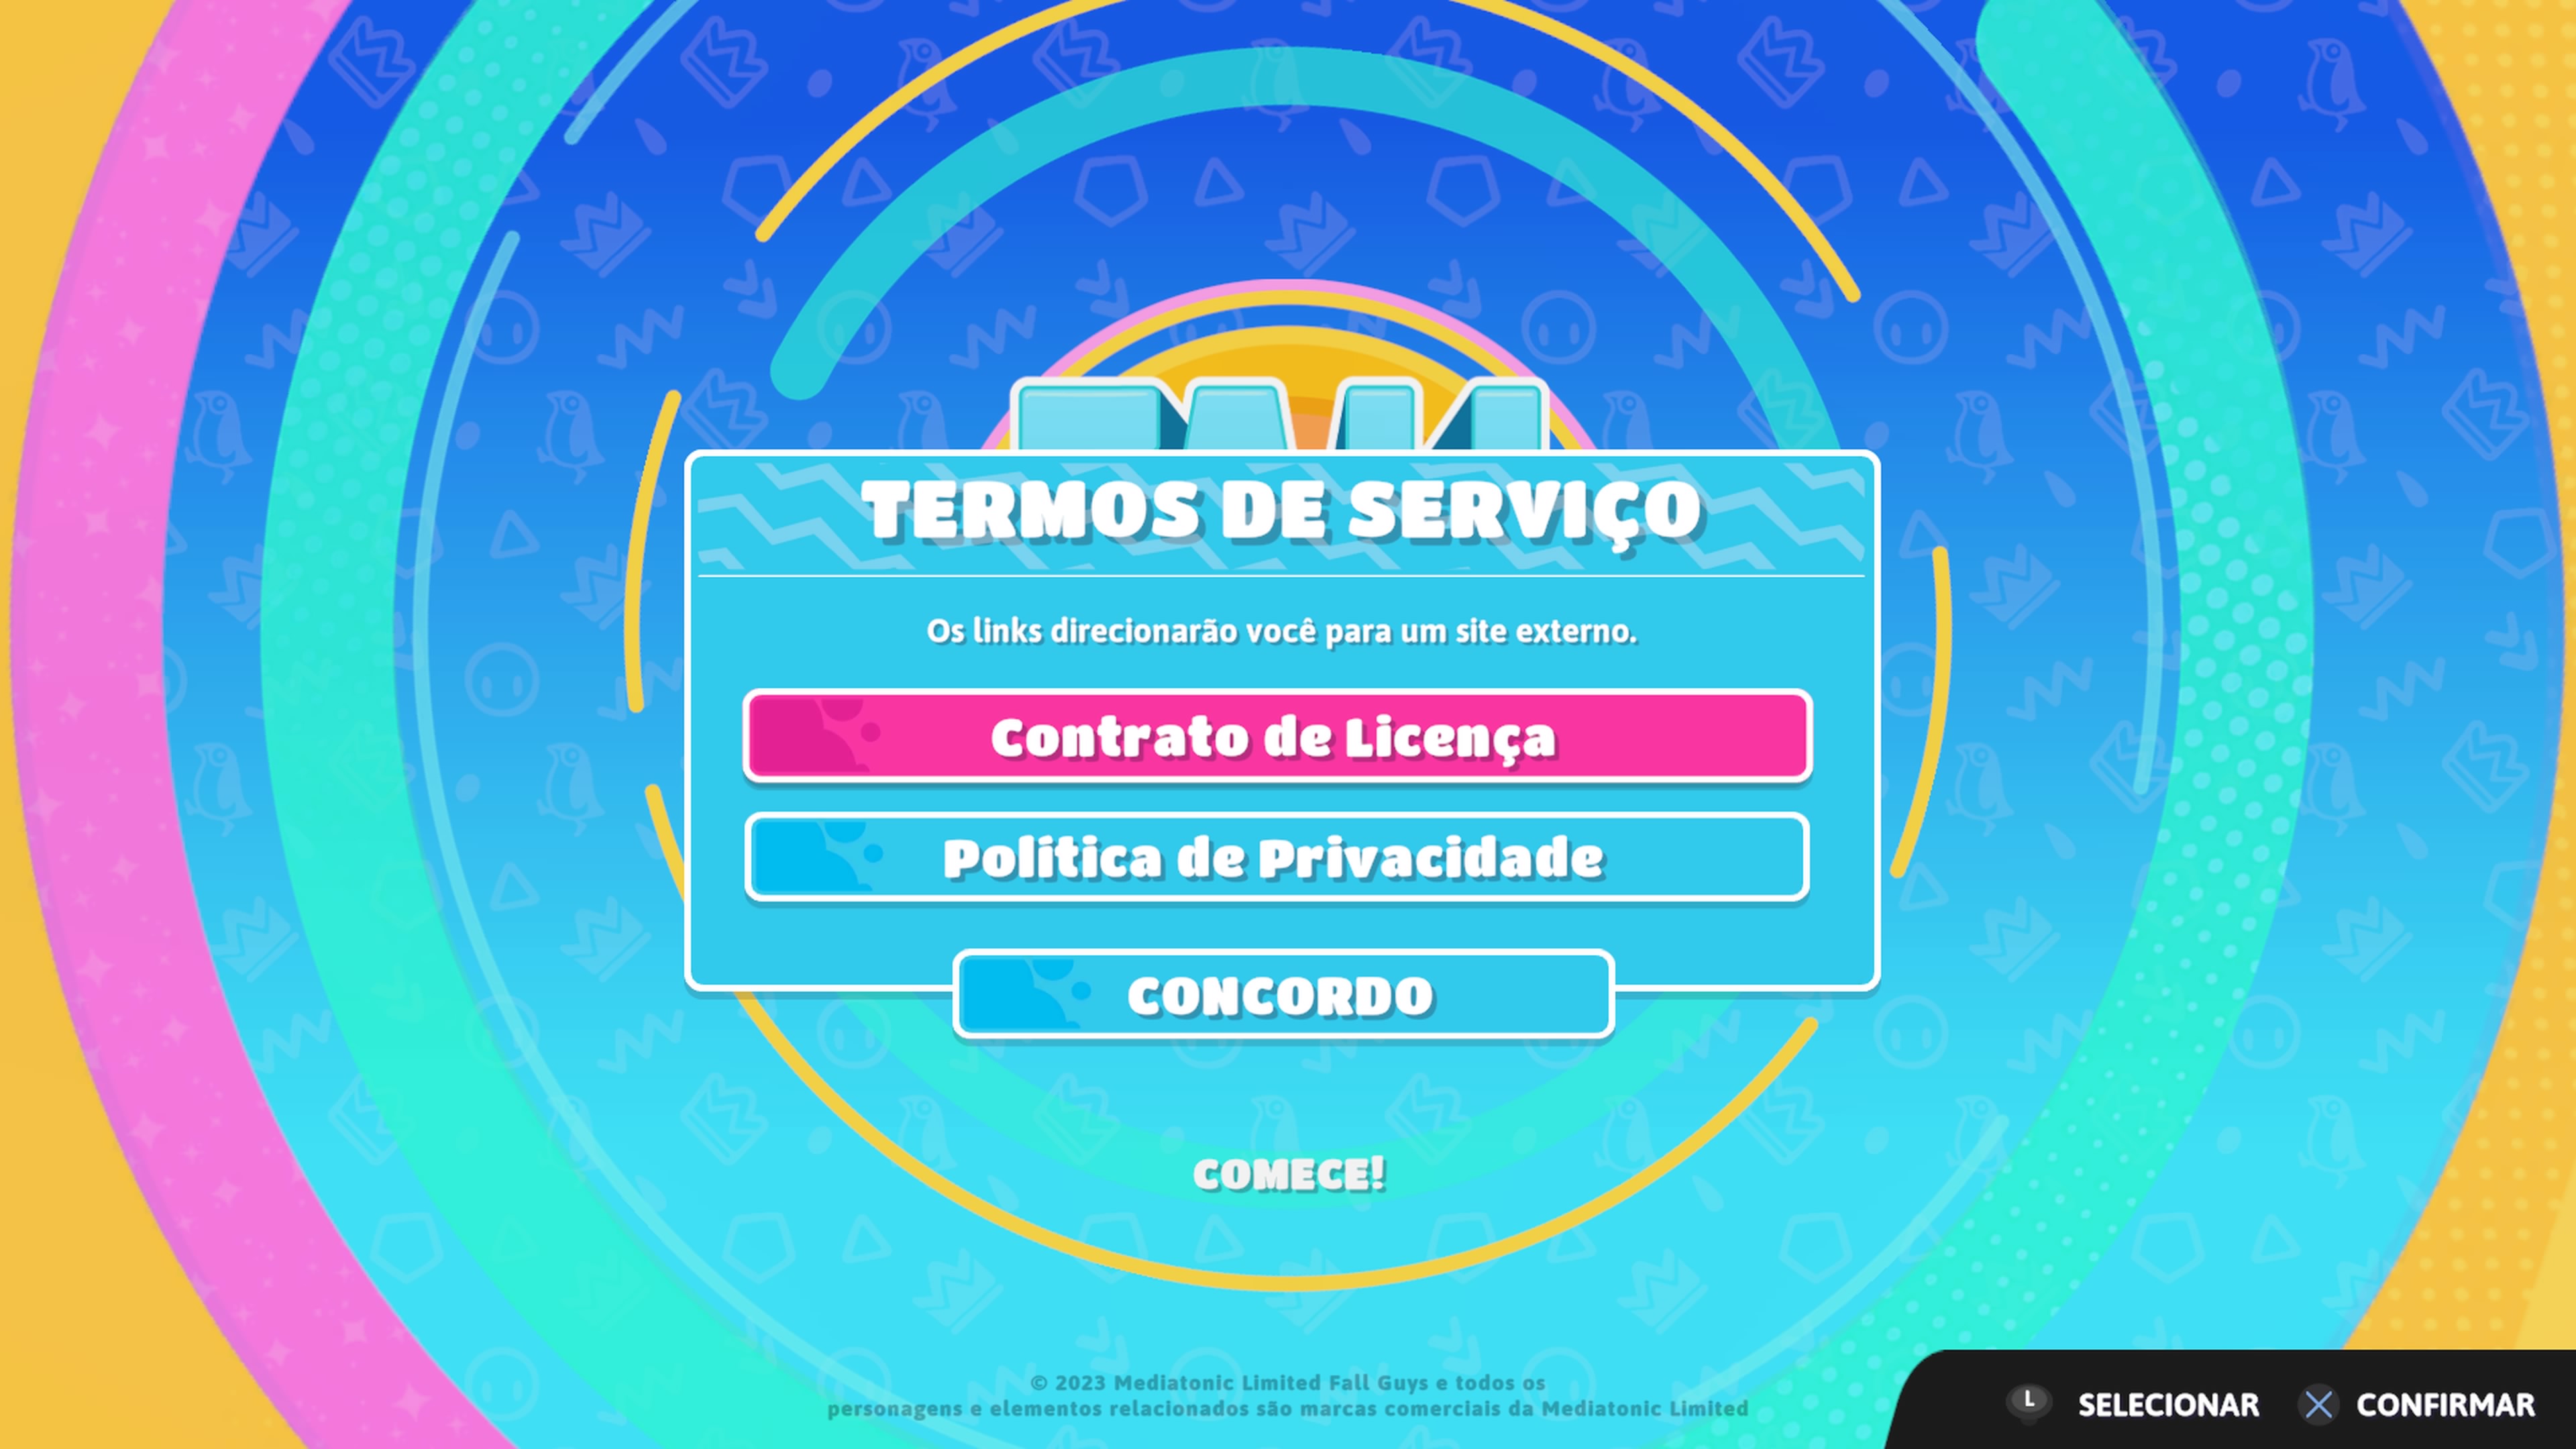 TERMOS DE SERVIÇO
Os links direcionarão você para um site externo.
Contrato de Licença
Política de Privacidade
CONCORDO
COMECE!
© 2023 Mediatonic Limited Fall Guys e todos os
personagens e elementos relacionados são marcas comerciais da Mediatonic Limited
L SELECIONAR CONFIRMAR